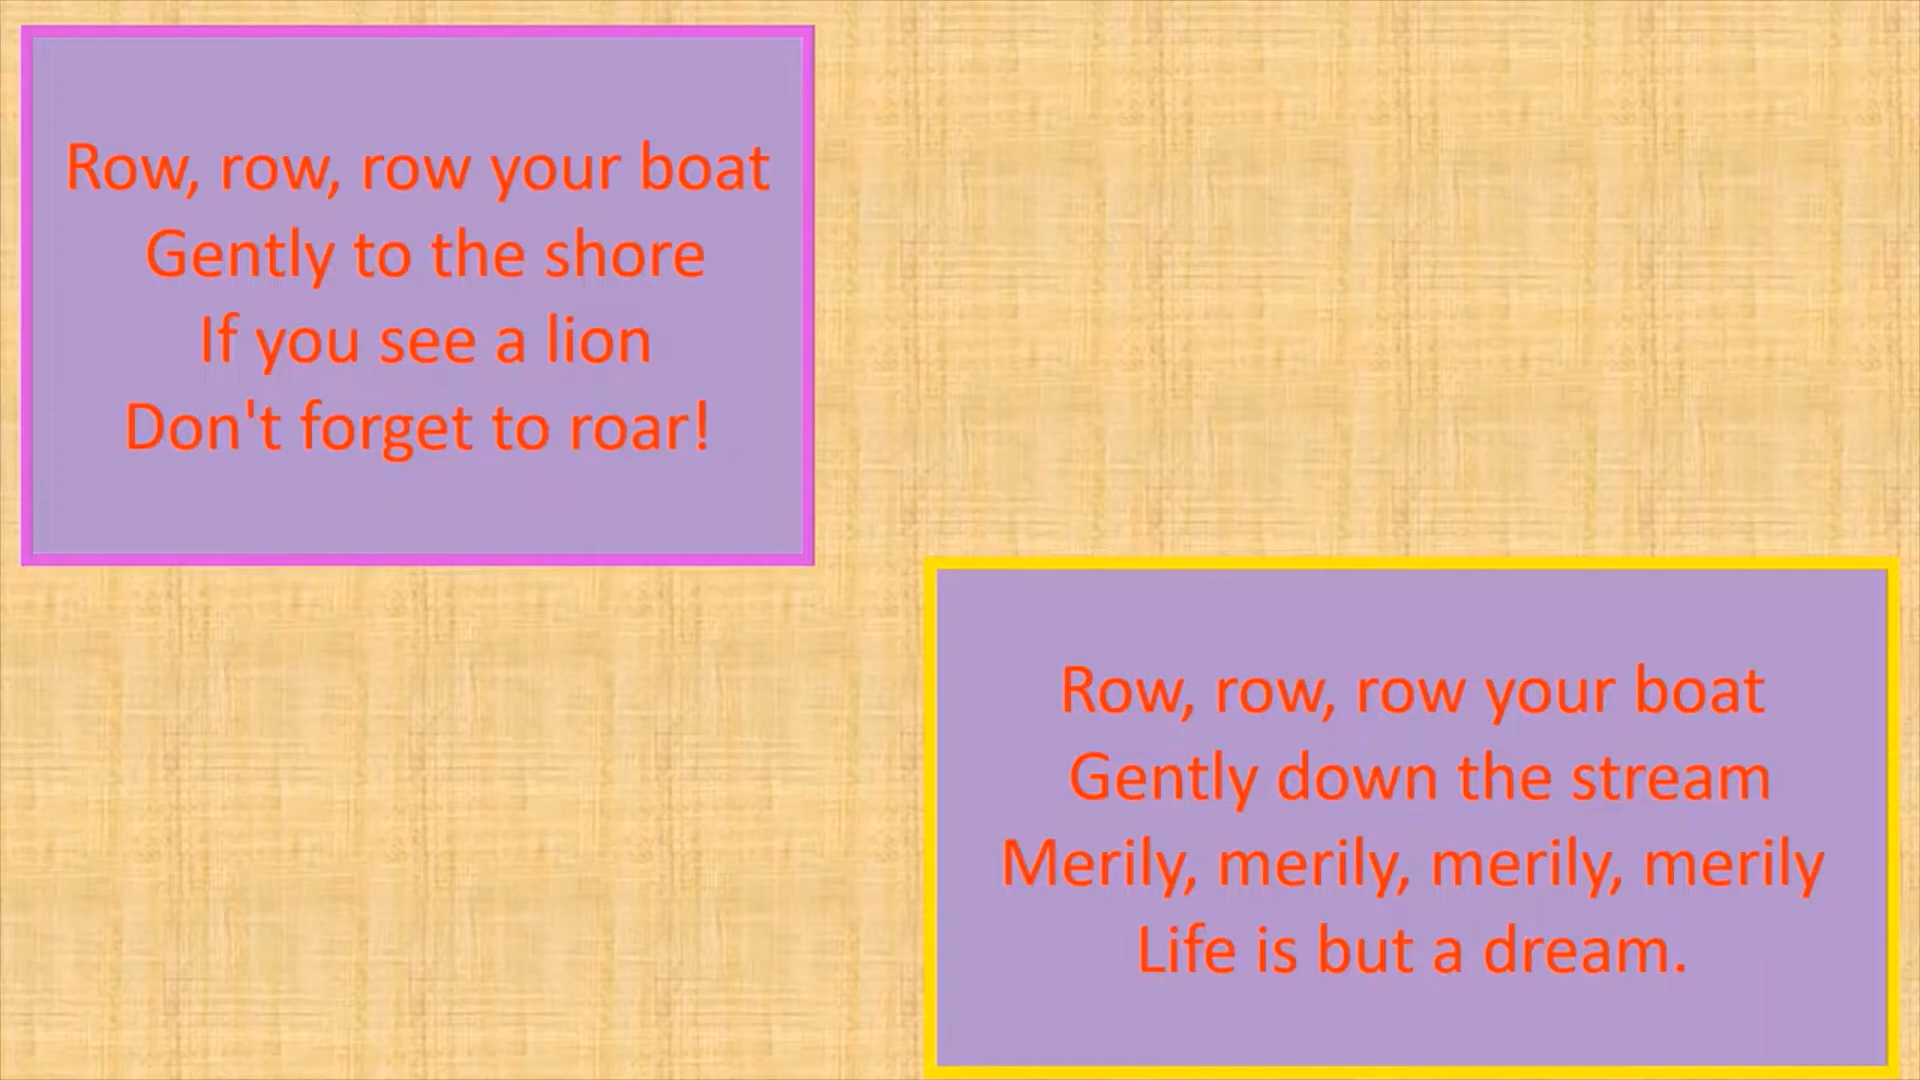 Row, row, row your boat
Gently to the shore
If you see a lion
Don't forget to roar!
Row, row, row your boat
Gently down the stream
Merily, merily, merily, merily
Life is but a dream.